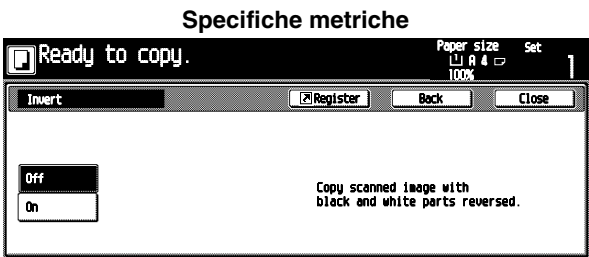 Specifiche metriche
Ready to copy.
Paper size
Set
A4
100%
1
Invert
Register
Back
Close
Off
On
Copy scanned image with
black and white parts reversed.